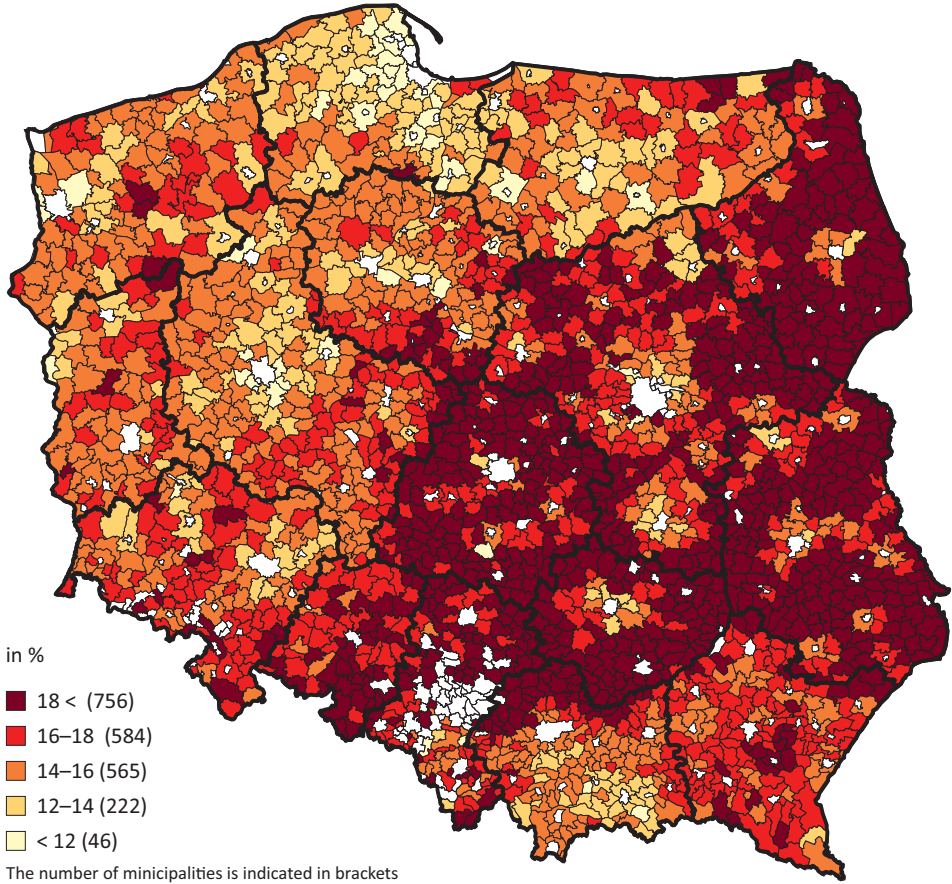 in %
18 < (756)
16–18 (584)
14–16 (565)
12–14 (222)
< 12 (46)
The number of minicipalities is indicated in brackets